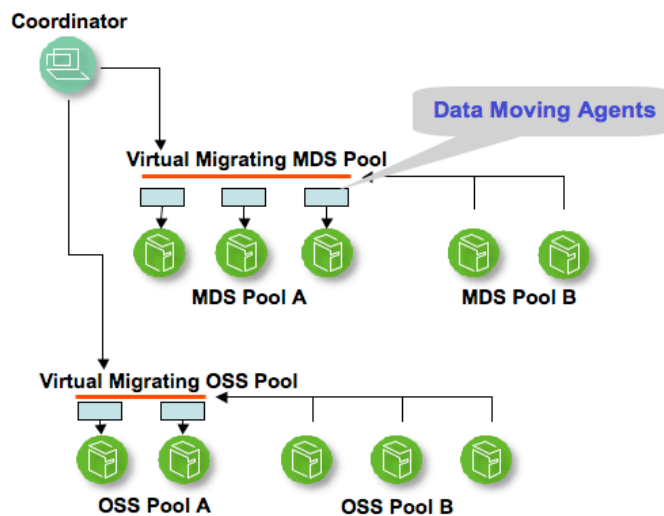 Coordinator
Data Moving Agents
Virtual Migrating MDS Pool
MDS Pool A
MDS Pool B
Virtual Migrating OSS Pool
OSS Pool A
OSS Pool B